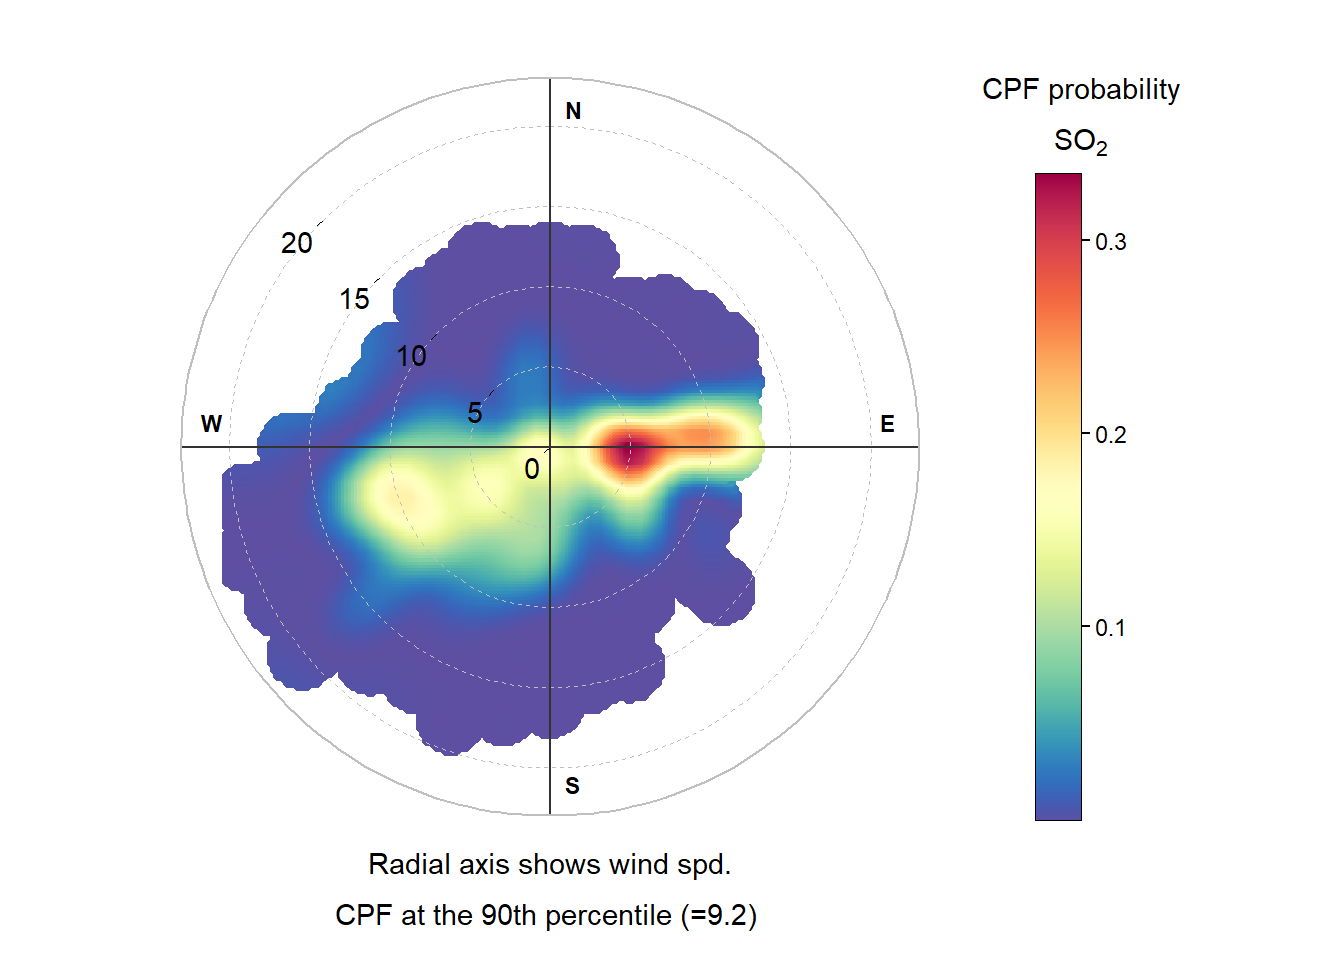 CPF probability
SO₂
0.3
0.2
0.1
N
20
15
10
5
W
E
0
S
Radial axis shows wind spd.
CPF at the 90th percentile (=9.2)